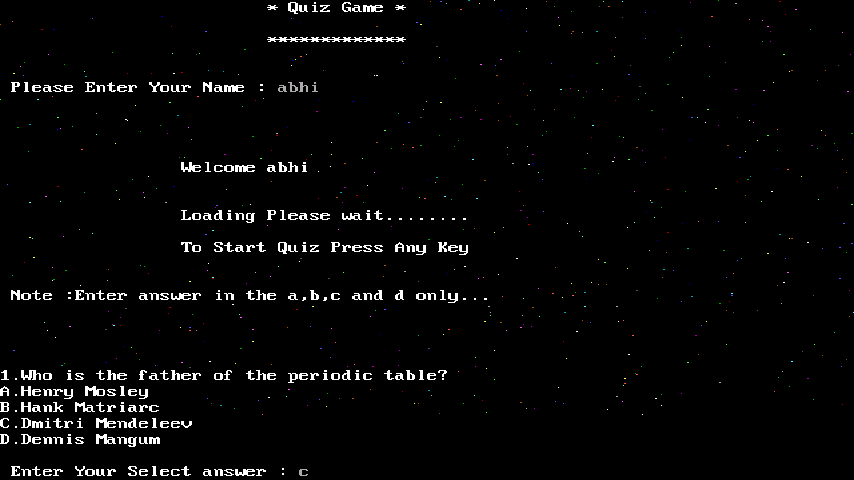 * Quiz Game *
*************
Please Enter Your Name : abhi
Welcome abhi
Loading Please wait........
To Start Quiz Press Any Key
Note :Enter answer in the a,b,c and d only...
1.Who is the father of the periodic table?
A.Henry Mosley
B.Hank Matriarc
C.Dmitri Mendeleev
D.Dennis Mangum
Enter Your Select answer : c